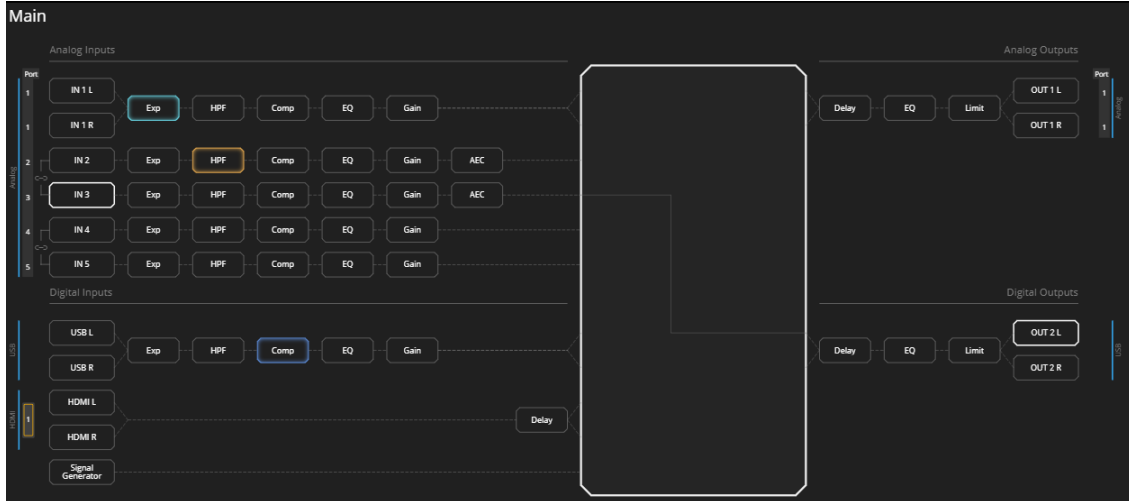 Main
Analog Inputs
Analog Outputs
Port
Port
1 IN 1 L
OUT 1 L 1
Exp HPF Comp EQ Gain
Delay EQ Limit
Analog
1 IN 1 R
OUT 1 R 1
2 IN 2 Exp HPF Comp EQ Gain AEC
Analog
3 IN 3 Exp HPF Comp EQ Gain AEC
4 IN 4 Exp HPF Comp EQ Gain
5 IN 5 Exp HPF Comp EQ Gain
Digital Inputs
Digital Outputs
USB L
OUT 2 L
USB
Exp HPF Comp EQ Gain
Delay EQ Limit
USB
USB R
OUT 2 R
HDMI L
HDMI
1
Delay
HDMI R
Signal
Generator